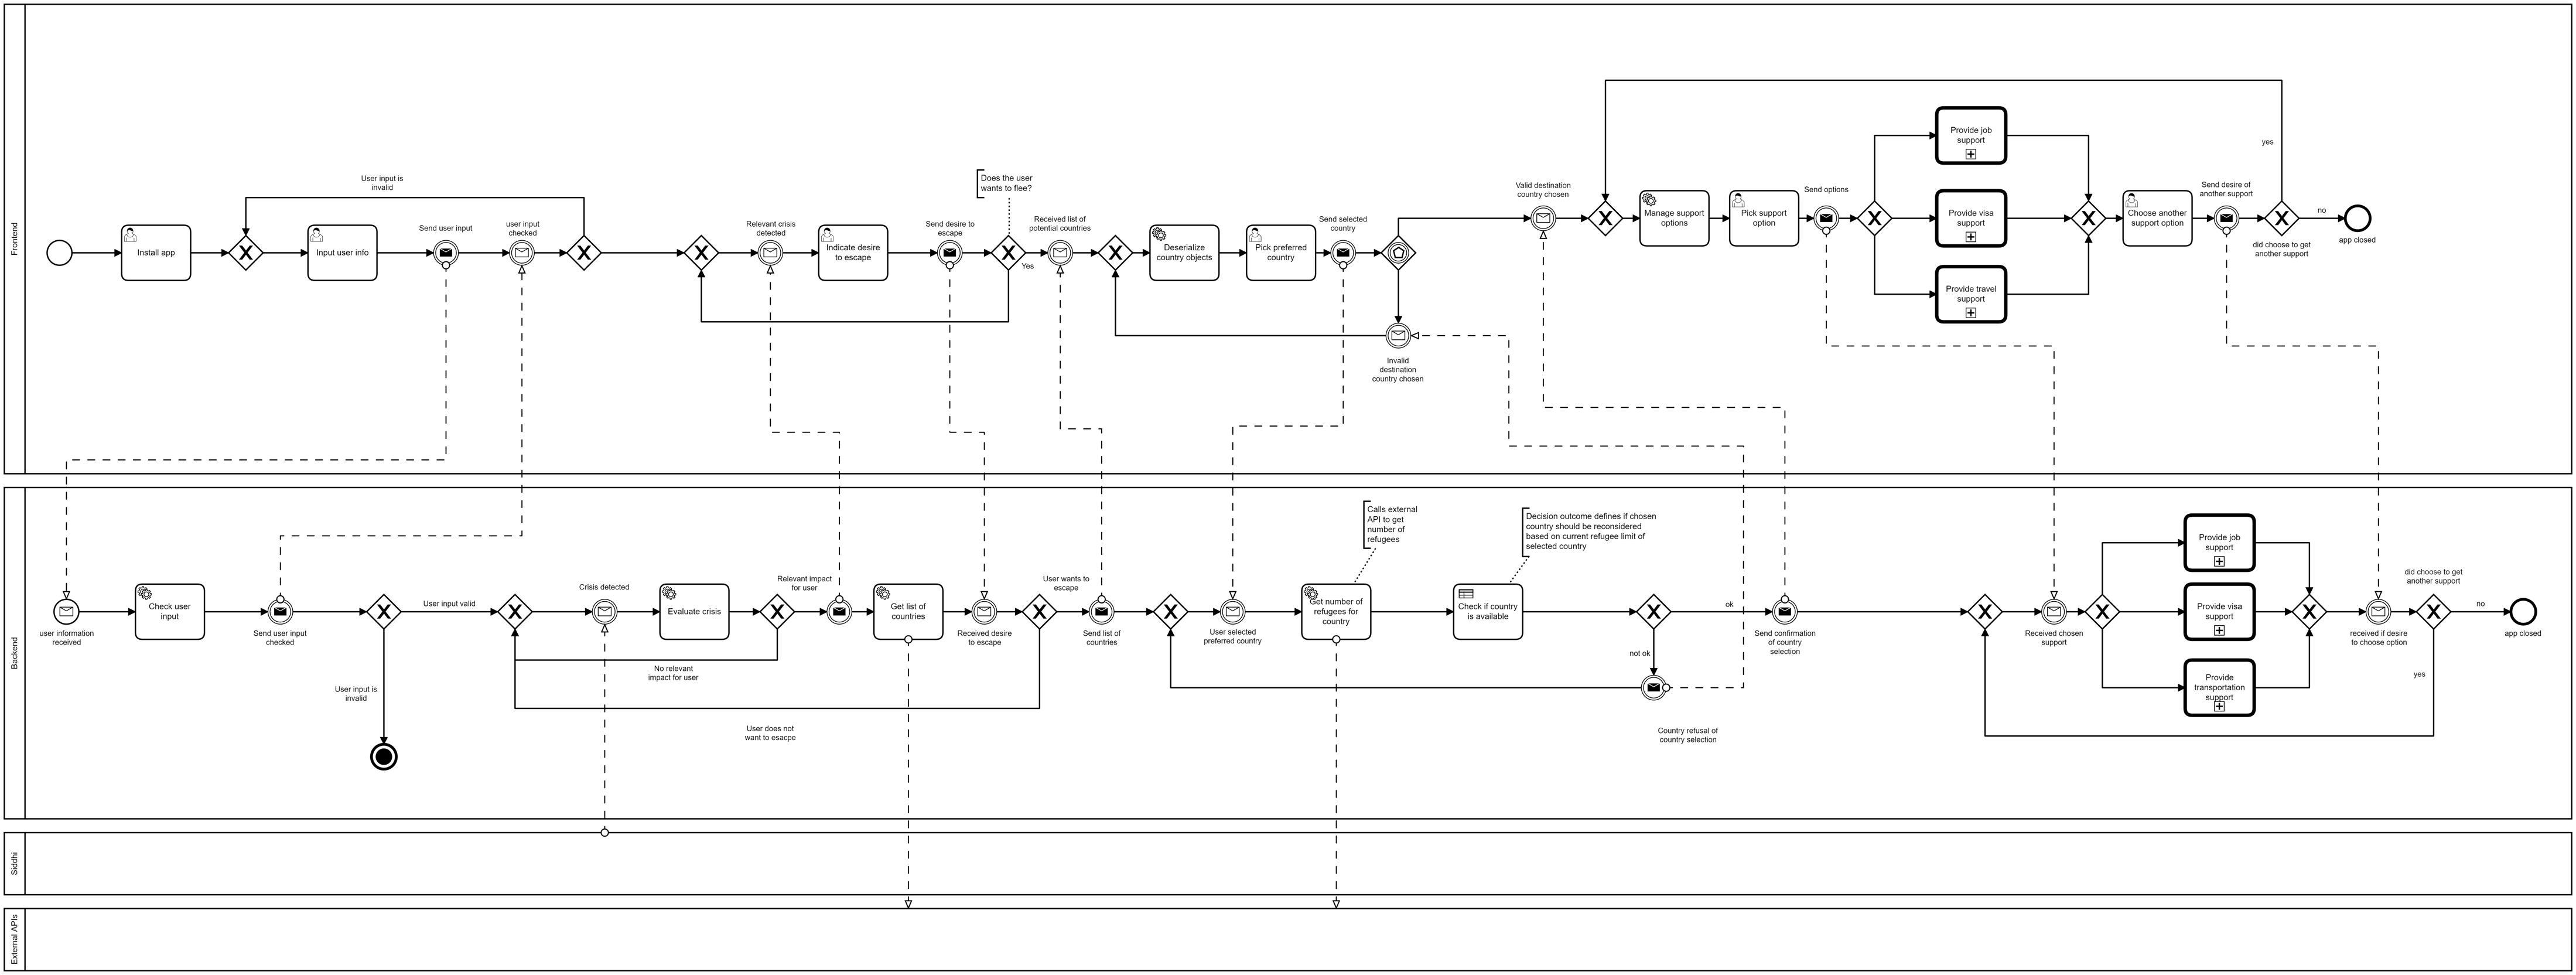 Frontend
Install app
User input is
invalid
Input user info
Send user input
user input
checked
Relevant crisis
detected
Indicate desire
to escape
Send desire to
escape
Does the user
wants to flee?
Yes
Received list of
potential countries
Deserialize
country objects
Pick preferred
country
Send selected
country
Invalid
destination
country chosen
Valid destination
country chosen
Manage support
options
Pick support
option
Send options
Provide job
support
Provide visa
support
Provide travel
support
Choose another
support option
Send desire of
another support
yes
did choose to get
another support
no
app closed
Backend
user information
received
Check user
input
Send user input
checked
User input valid
User input is
invalid
Crisis detected
Evaluate crisis
No relevant
impact for user
Relevant impact
for user
Get list of
countries
User does not
want to esacpe
Received desire
to escape
User wants to
escape
Send list of
countries
User selected
preferred country
Get number of
refugees for
country
Calls external
API to get
number of
refugees
Check if country
is available
Decision outcome defines if chosen
country should be reconsidered
based on current refugee limit of
selected country
ok
not ok
Country refusal of
country selection
Send confirmation
of country
selection
Received chosen
support
Provide job
support
Provide visa
support
Provide
transportation
support
received if desire
to choose option
did choose to get
another support
yes
no
app closed
Siddhi
External APIs